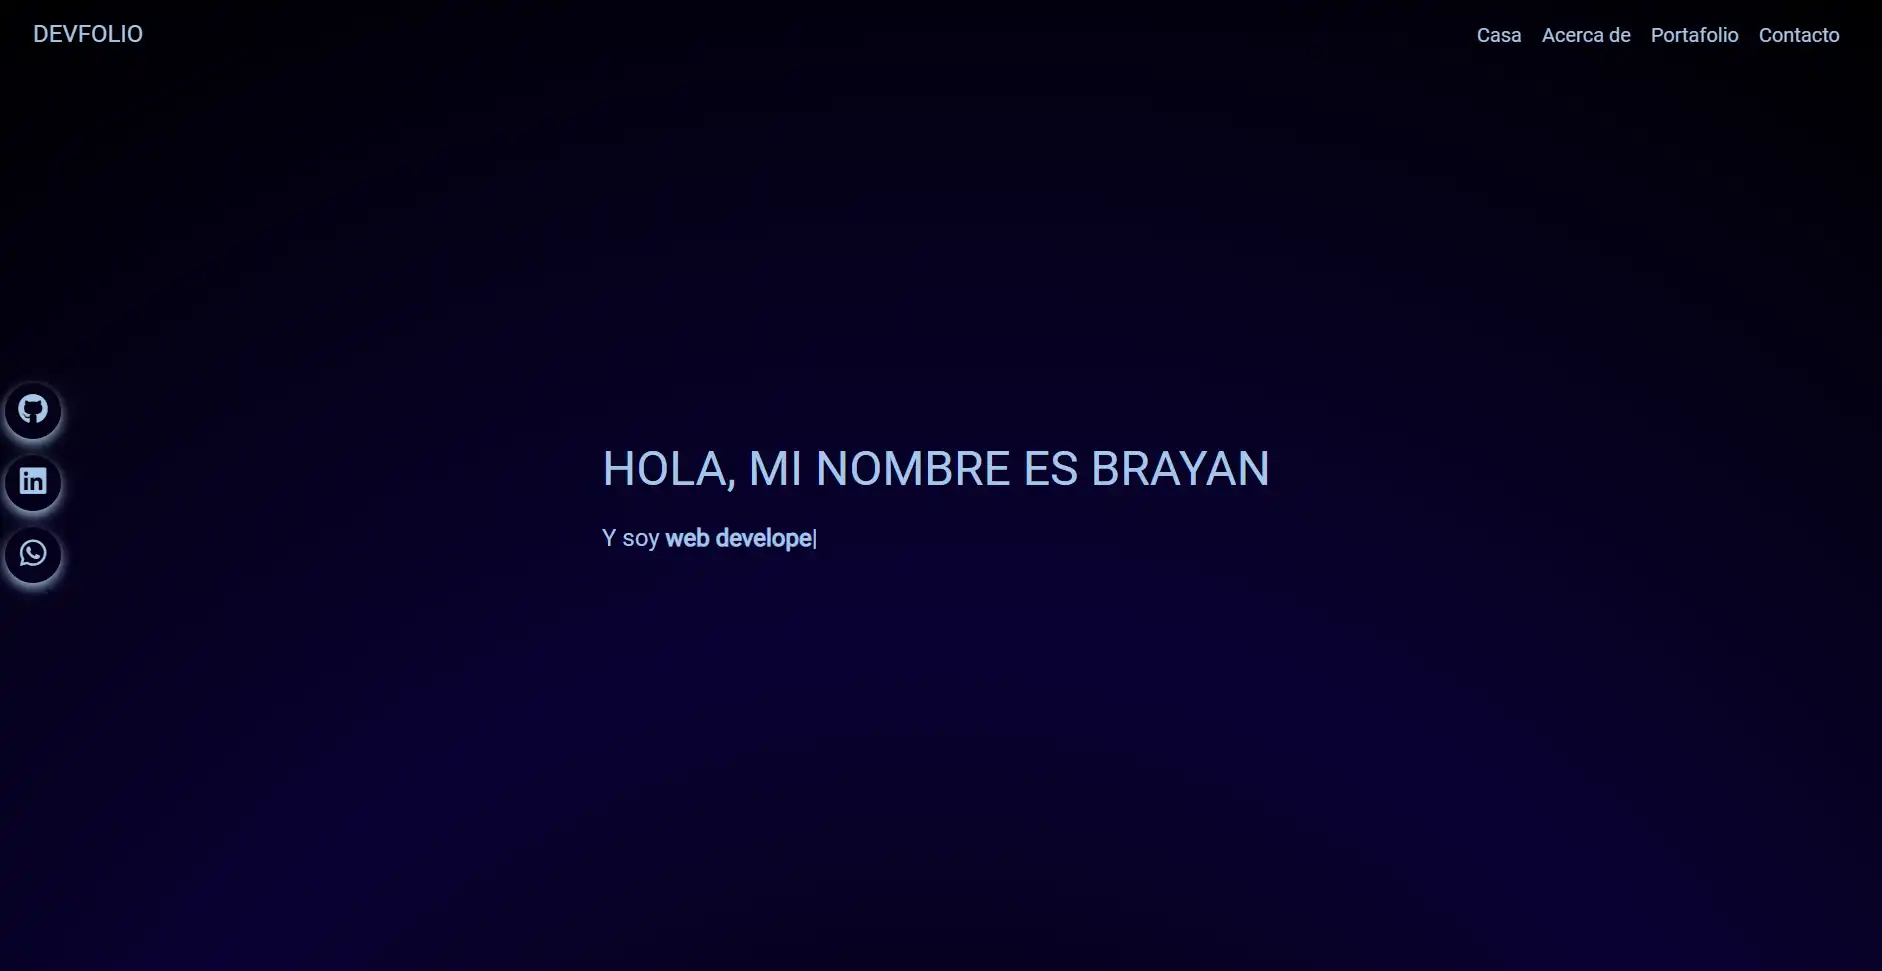 DEVFOLIO
Casa Acerca de Portafolio Contacto
HOLA, MI NOMBRE ES BRAYAN
Y soy web develope|